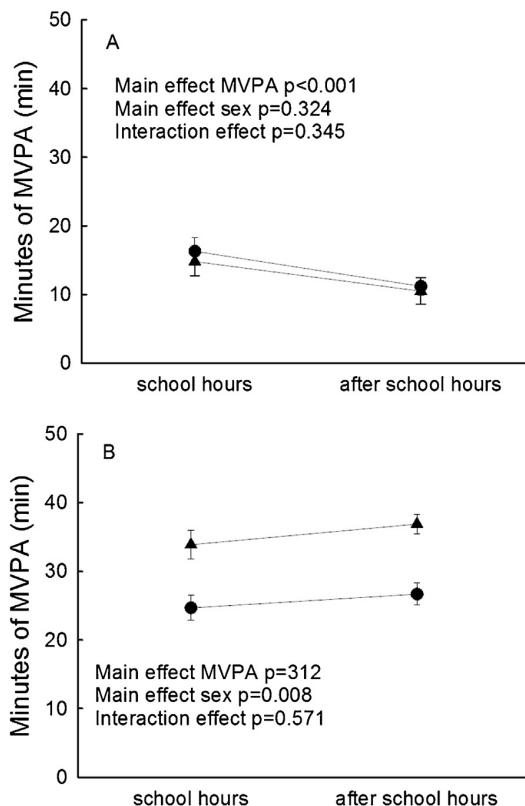 A
Main effect MVPA p<0.001
Main effect sex p=0.324
Interaction effect p=0.345
Minutes of MVPA (min)
50
40
30
20
10
0
school hours after school hours
B
Minutes of MVPA (min)
50
40
30
20
10
0
Main effect MVPA p=312
Main effect sex p=0.008
Interaction effect p=0.571
school hours after school hours